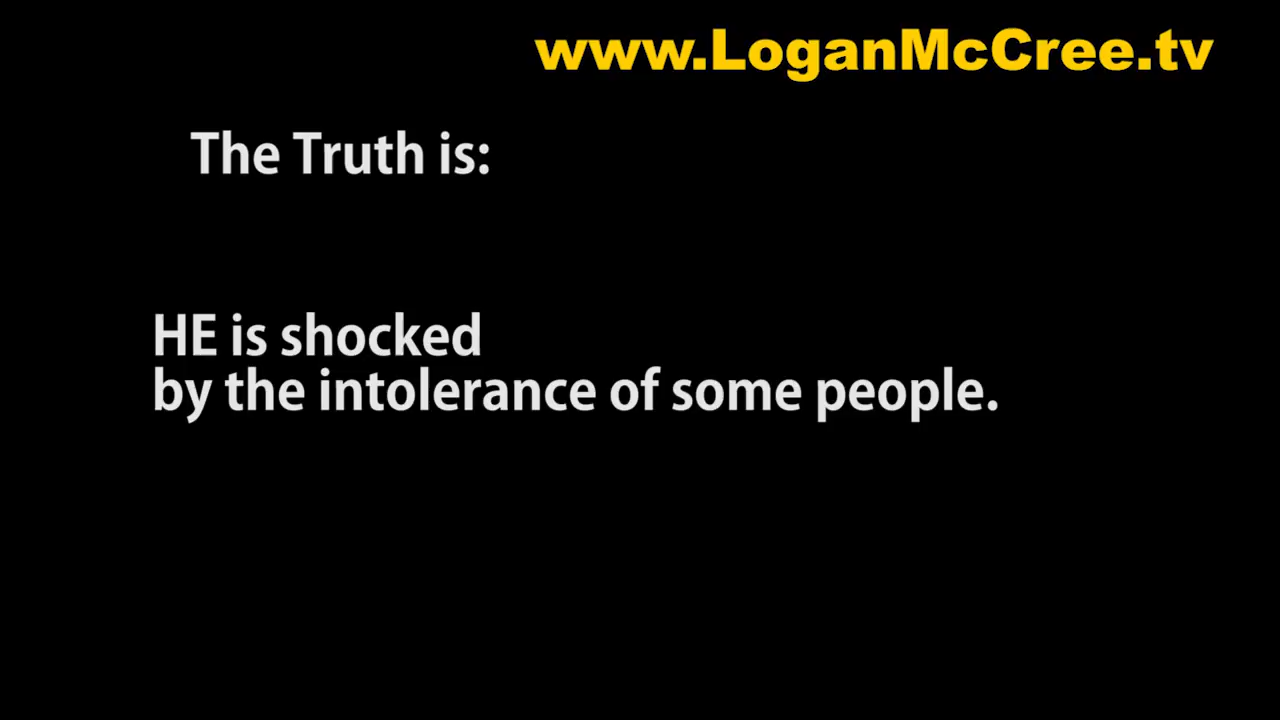 www.LoganMcCree.tv
The Truth is:
HE is shocked
by the intolerance of some people.